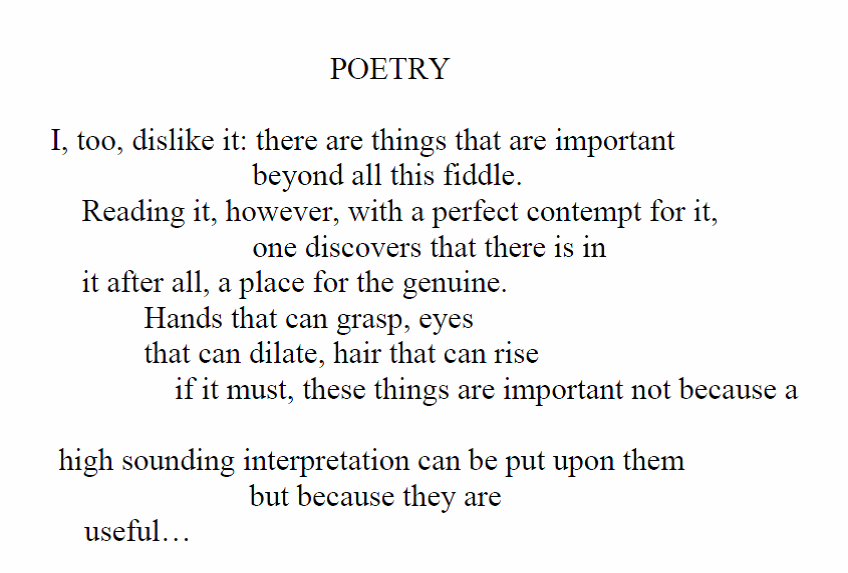 POETRY
I, too, dislike it: there are things that are important
beyond all this fiddle.
Reading it, however, with a perfect contempt for it,
one discovers that there is in
it after all, a place for the genuine.
Hands that can grasp, eyes
that can dilate, hair that can rise
if it must, these things are important not because a
high sounding interpretation can be put upon them
but because they are
useful…